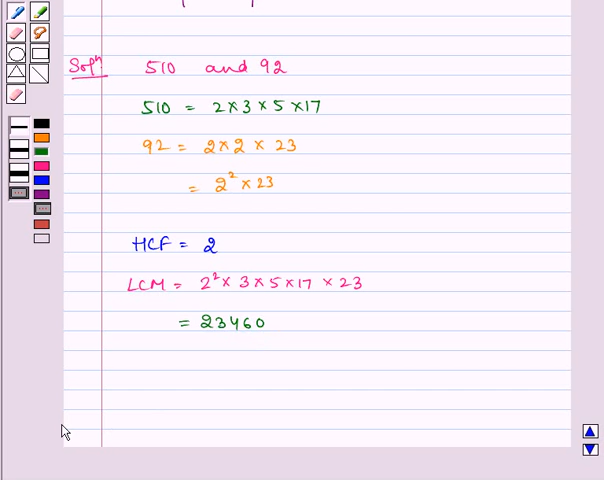 Solⁿ: 510 and 92
510 = 2 × 3 × 5 × 17
92 = 2 × 2 × 23
= 2² × 23
HCF = 2
LCM = 2² × 3 × 5 × 17 × 23
= 23460